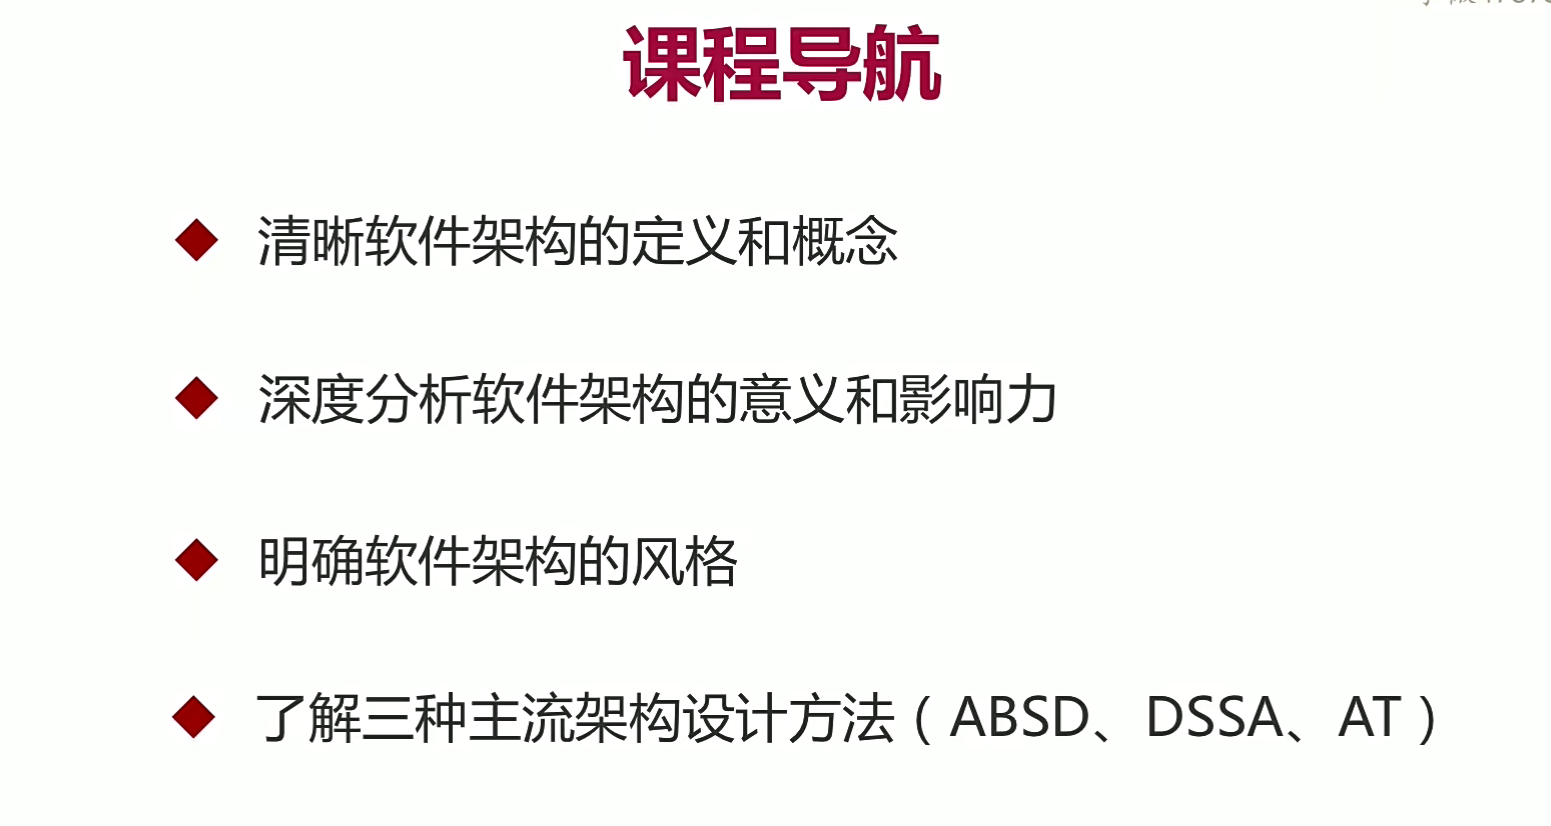 课程导航
清晰软件架构的定义和概念
深度分析软件架构的意义和影响力
明确软件架构的风格
了解三种主流架构设计方法（ABSD、DSSA、AT）